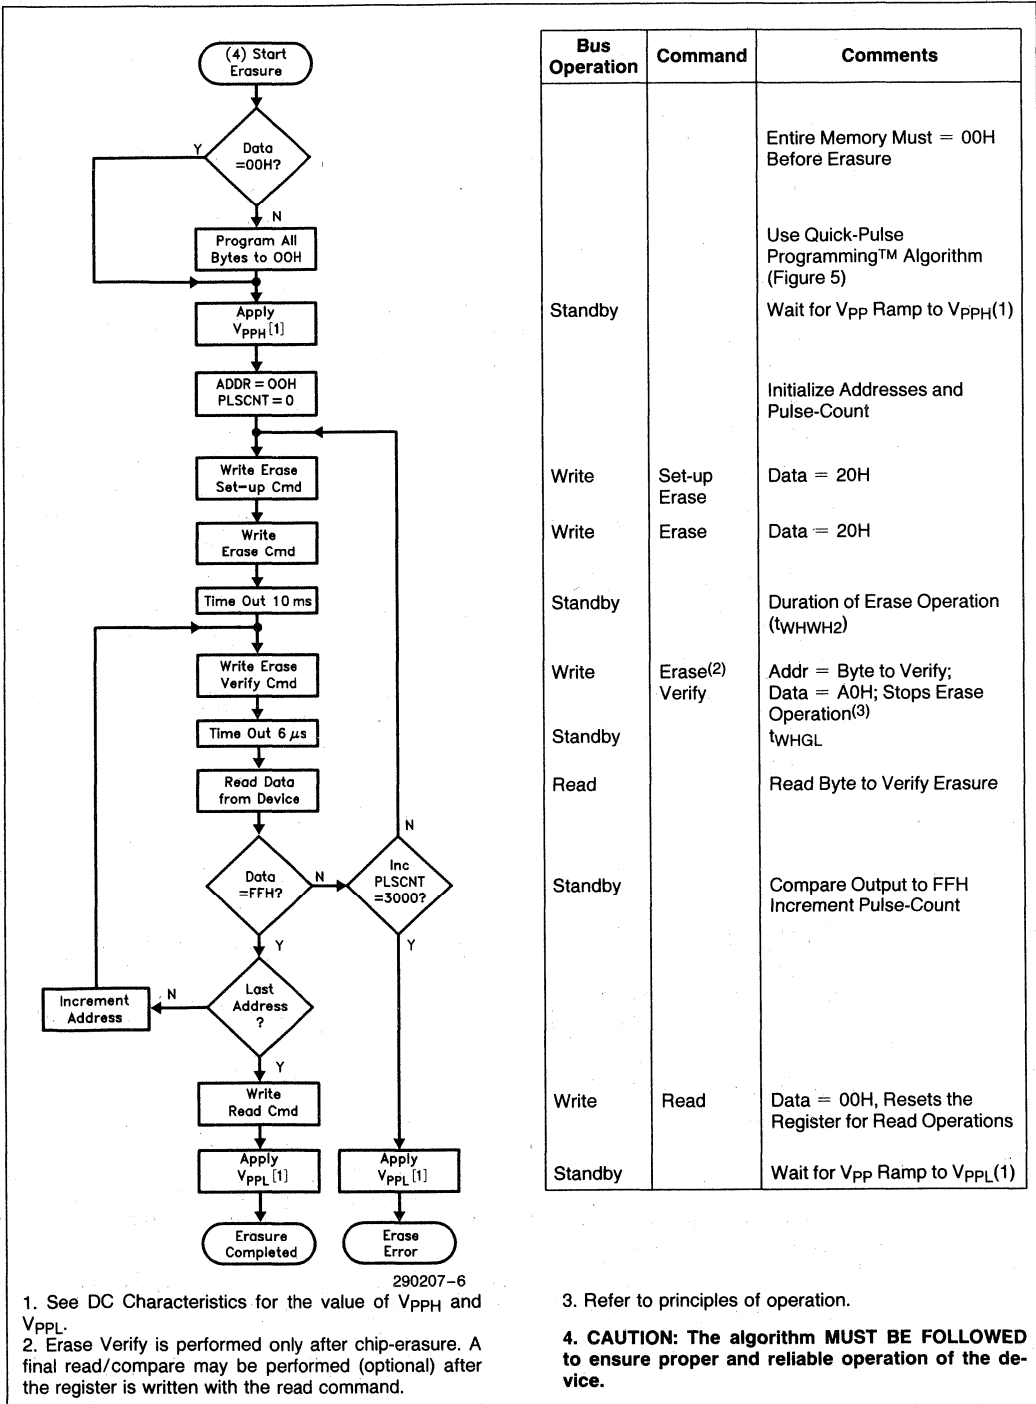 (4) Start
Erasure
Data
=00H?
Y
N
Program All
Bytes to 00H
Apply
VPPH[1]
ADDR = 00H
PLSCNT = 0
Write Erase
Set-up Cmd
Write
Erase Cmd
Time Out 10 ms
Write Erase
Verify Cmd
Time Out 6 μs
Read Data
from Device
Data
=FFH?
N
Inc
PLSCNT
=3000?
N
Y
Y
Last
Address
?
N
Increment
Address
Y
Write
Read Cmd
Apply
VPPL[1]
Apply
VPPL[1]
Erasure
Completed
Erase
Error
290207-6
Bus
Operation
Command
Comments
Entire Memory Must = 00H
Before Erasure
Use Quick-Pulse
Programming™ Algorithm
(Figure 5)
Standby
Wait for VPP Ramp to VPPH(1)
Initialize Addresses and
Pulse-Count
Write
Set-up
Erase
Data = 20H
Write
Erase
Data = 20H
Standby
Duration of Erase Operation
(tWHWH2)
Write
Erase(2)
Verify
Addr = Byte to Verify;
Data = A0H; Stops Erase
Operation(3)
Standby
tWHGL
Read
Read Byte to Verify Erasure
Standby
Compare Output to FFH
Increment Pulse-Count
Write
Read
Data = 00H, Resets the
Register for Read Operations
Standby
Wait for VPP Ramp to VPPL(1)
1. See DC Characteristics for the value of VPPH and
VPPL.
2. Erase Verify is performed only after chip-erasure. A
final read/compare may be performed (optional) after
the register is written with the read command.
3. Refer to principles of operation.
4. CAUTION: The algorithm MUST BE FOLLOWED
to ensure proper and reliable operation of the de-
vice.